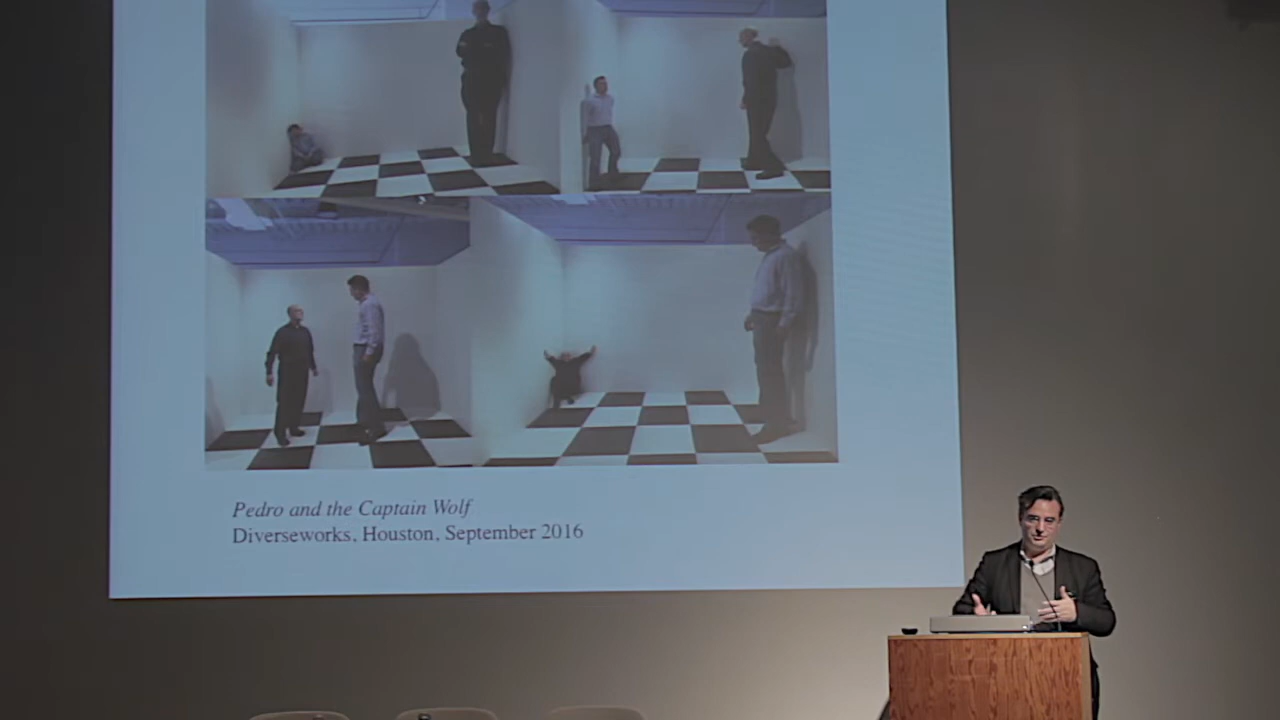 Pedro and the Captain Wolf
Diverseworks, Houston, September 2016